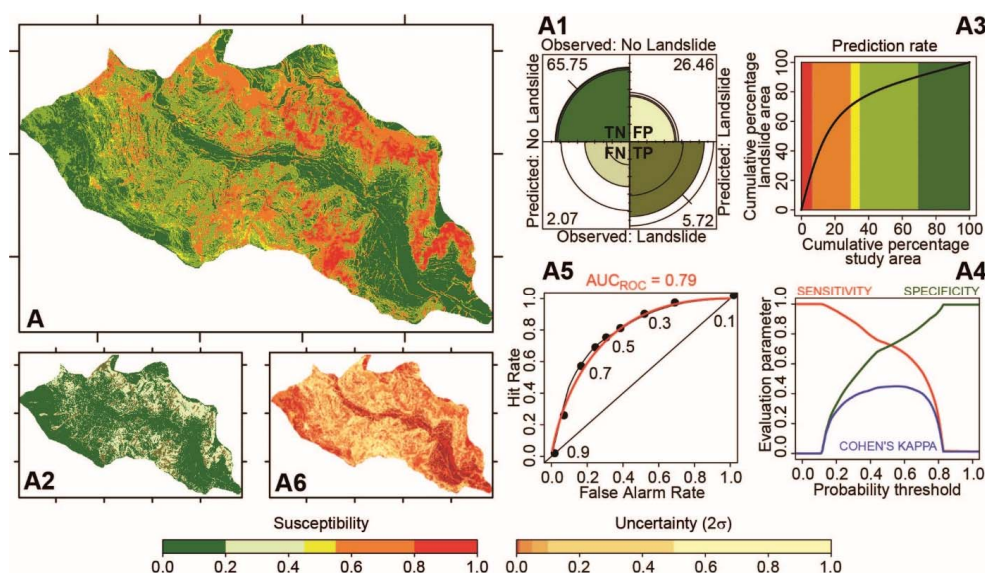 A
A2
A6
A1
Observed: No Landslide
65.75
26.46
Predicted: No Landslide
Predicted: Landslide
TN FP
FN TP
2.07
5.72
Observed: Landslide
A3
Prediction rate
Cumulative percentage
landslide area
0 20 40 60 80 100
0 20 40 60 80 100
Cumulative percentage
study area
A5
AUCROC = 0.79
Hit Rate
0.0 0.2 0.4 0.6 0.8 1.0
0.1
0.3
0.5
0.7
0.9
0.0 0.2 0.4 0.6 0.8 1.0
False Alarm Rate
A4
SENSITIVITY SPECIFICITY
Evaluation parameter
0.0 0.2 0.4 0.6 0.8 1.0
COHEN'S KAPPA
0.0 0.2 0.4 0.6 0.8 1.0
Probability threshold
Susceptibility
0.0 0.2 0.4 0.6 0.8 1.0
Uncertainty (2σ)
0.0 0.2 0.4 0.6 0.8 1.0